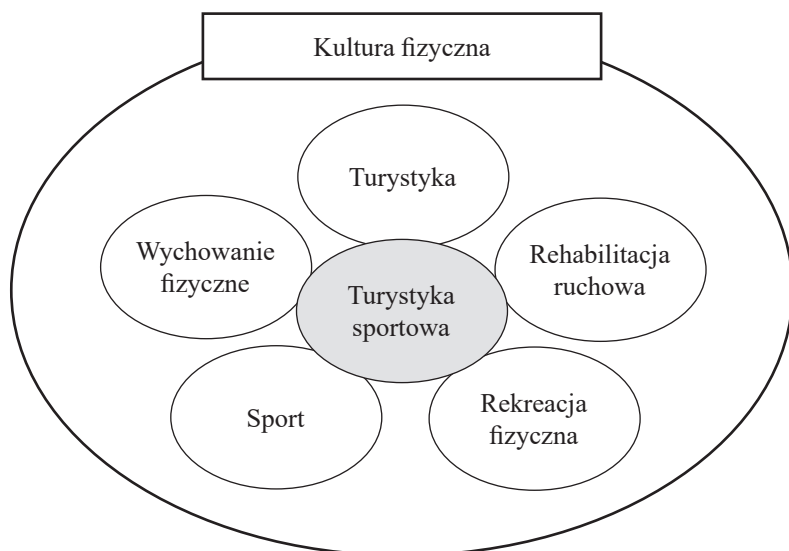 Kultura fizyczna
Turystyka
Wychowanie
fizyczne
Rehabilitacja
ruchowa
Turystyka
sportowa
Sport
Rekreacja
fizyczna